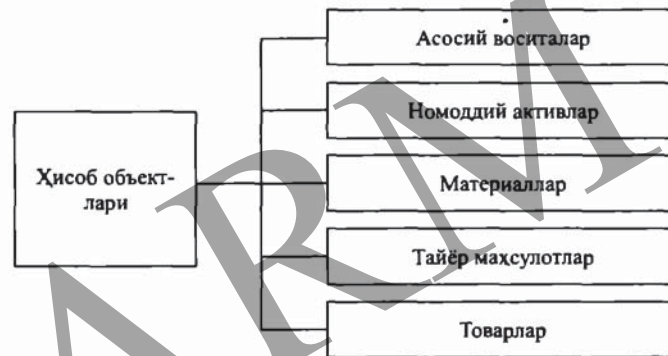 Асосий воситалар
Номоддий активлар
Ҳисоб объект-
лари
Материаллар
Тайёр маҳсулотлар
Товарлар
ARM